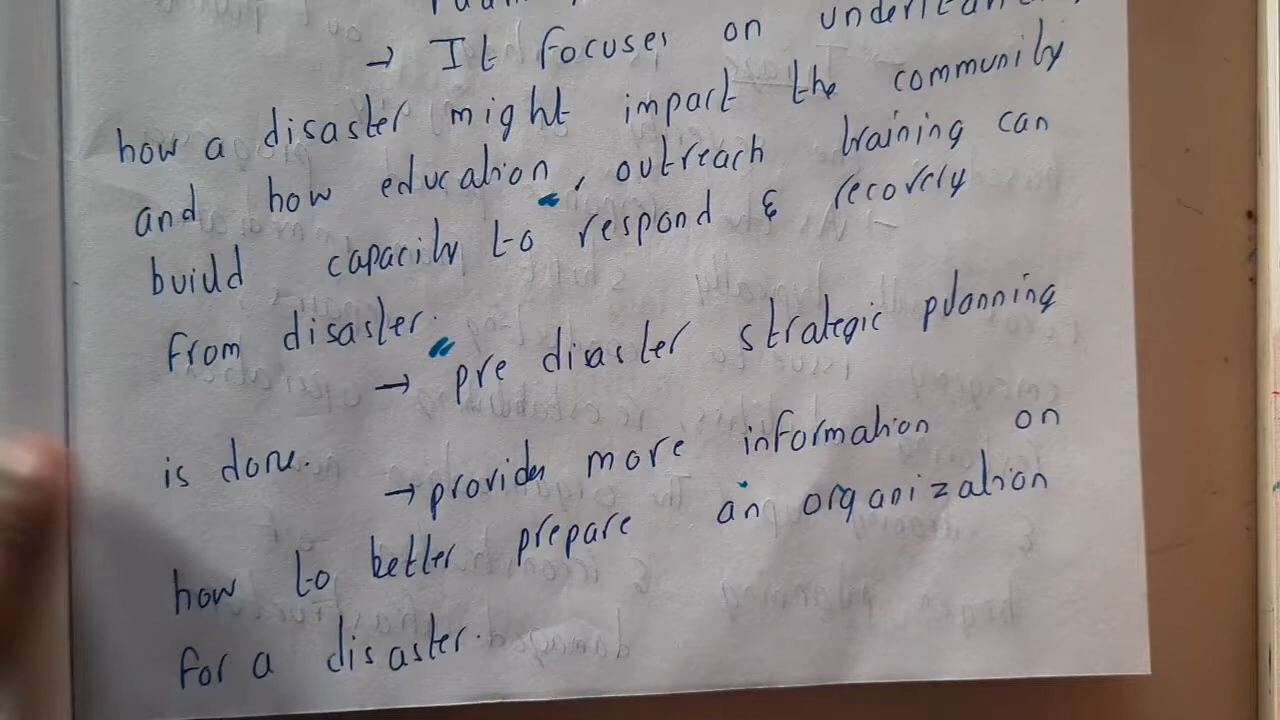 → It focuses on
how a disaster might impact the community
and how education, outreach training can
build capacity to respond & recovery
from disaster.
→ pre diaster strategic planning
is done.
→ provides more information on
how to better prepare an organization
for a disaster.